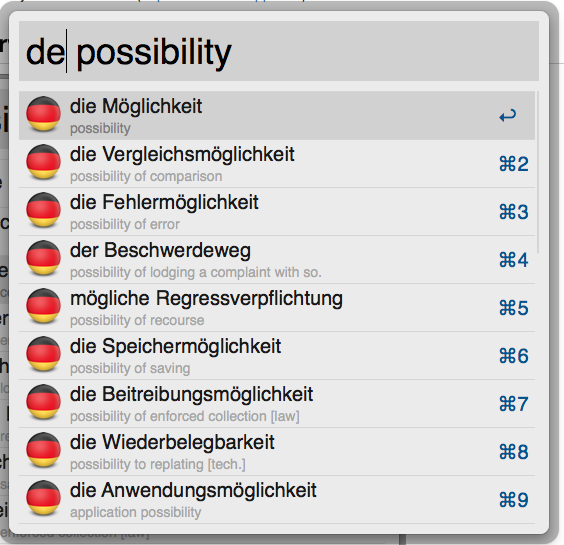 de possibility
die Möglichkeit
possibility
die Vergleichsmöglichkeit
possibility of comparison
⌘2
die Fehlermöglichkeit
possibility of error
⌘3
der Beschwerdeweg
possibility of lodging a complaint with so.
⌘4
mögliche Regressverpflichtung
possibility of recourse
⌘5
die Speichermöglichkeit
possibility of saving
⌘6
die Beitreibungsmöglichkeit
possibility of enforced collection [law]
⌘7
die Wiederbelegbarkeit
possibility to replating [tech.]
⌘8
die Anwendungsmöglichkeit
application possibility
⌘9